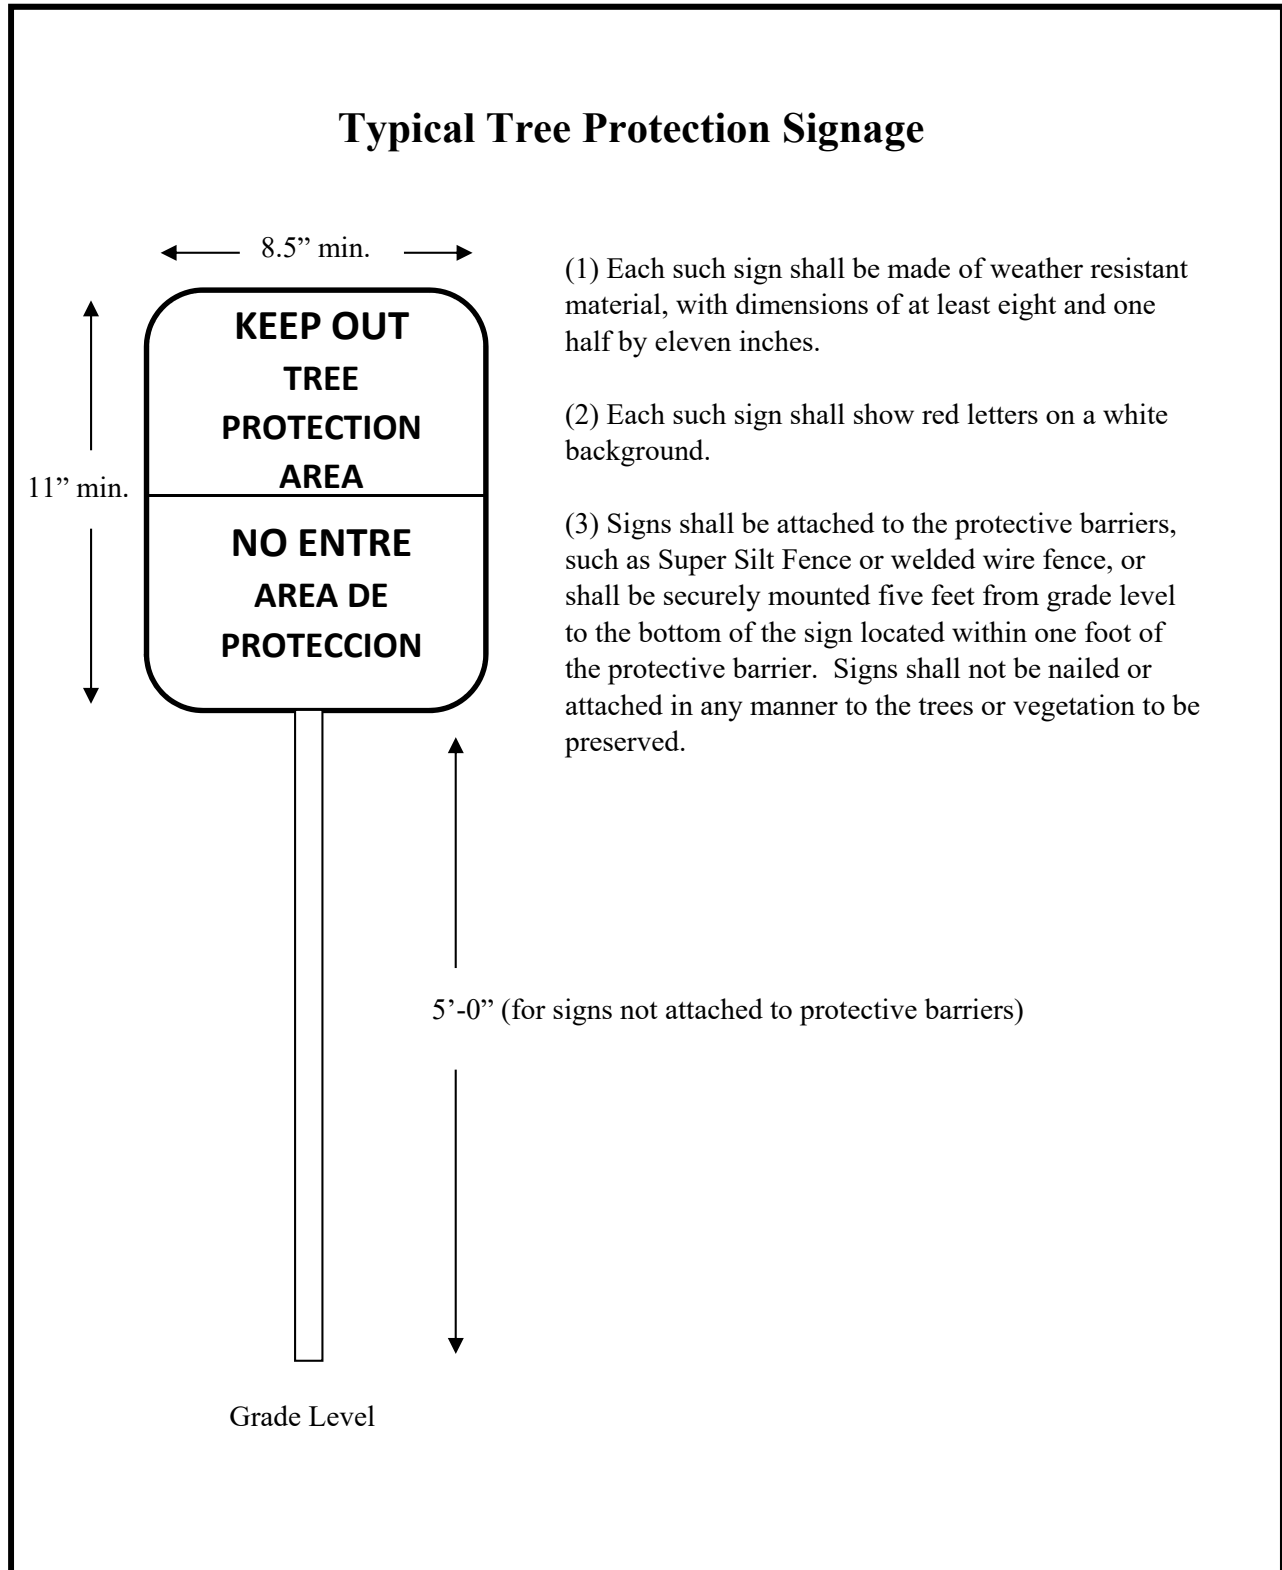 Typical Tree Protection Signage
8.5” min.
11” min.
KEEP OUT
TREE
PROTECTION
AREA
NO ENTRE
AREA DE
PROTECCION
(1) Each such sign shall be made of weather resistant
material, with dimensions of at least eight and one
half by eleven inches.
(2) Each such sign shall show red letters on a white
background.
(3) Signs shall be attached to the protective barriers,
such as Super Silt Fence or welded wire fence, or
shall be securely mounted five feet from grade level
to the bottom of the sign located within one foot of
the protective barrier.  Signs shall not be nailed or
attached in any manner to the trees or vegetation to be
preserved.
5’-0” (for signs not attached to protective barriers)
Grade Level